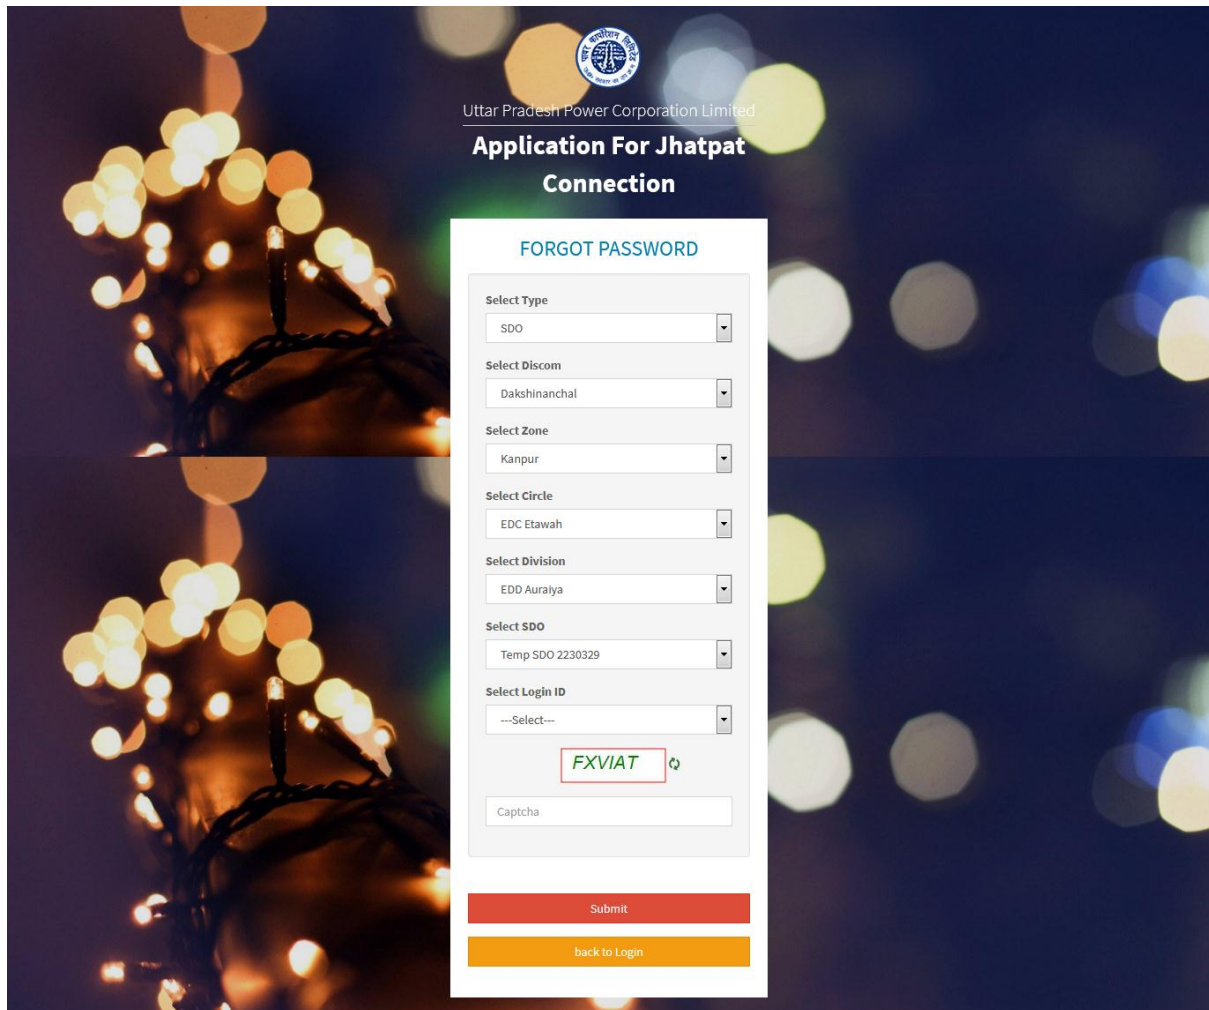 पावर कार्पोरेशन लिमिटेड
Uttar Pradesh Power Corporation Limited
Application For Jhatpat
Connection
FORGOT PASSWORD
Select Type
SDO
Select Discom
Dakshinanchal
Select Zone
Kanpur
Select Circle
EDC Etawah
Select Division
EDD Auraiya
Select SDO
Temp SDO 2230329
Select Login ID
---Select---
FXVIAT
Captcha
Submit
back to Login